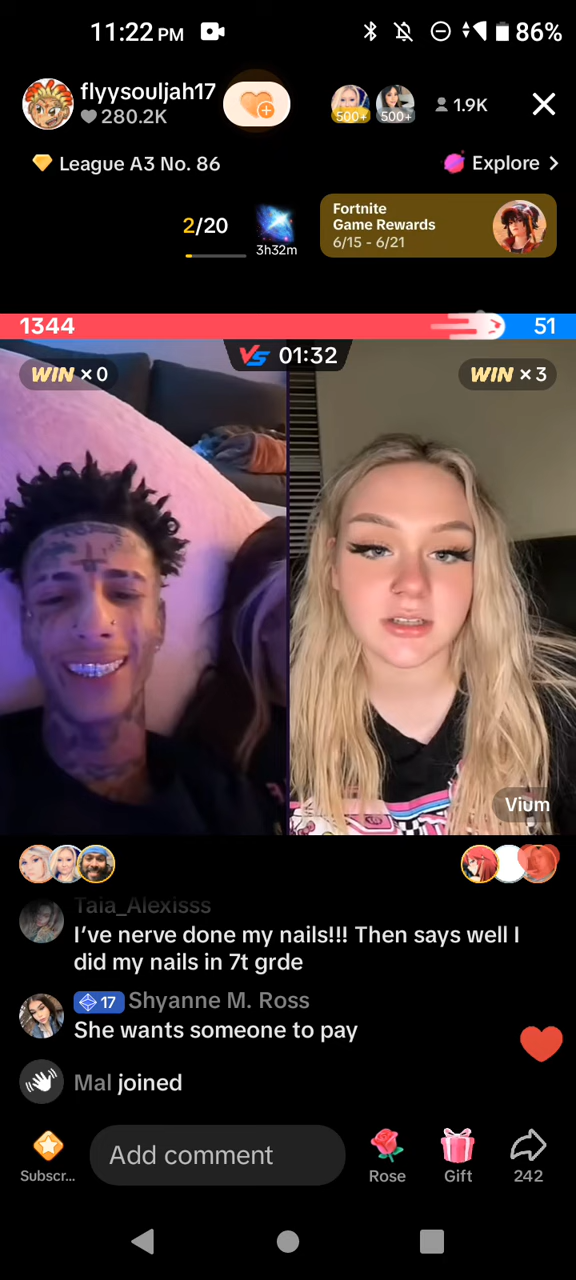 11:22 PM
86%
flyysouljah17
280.2K
500+
500+
1.9K
League A3 No. 86
Explore >
2/20
3h32m
Fortnite
Game Rewards
6/15 - 6/21
1344
51
VS 01:32
WIN × 0
WIN × 3
Vium
Taia_Alexisss
I've nerve done my nails!!! Then says well I
did my nails in 7t grde
17 Shyanne M. Ross
She wants someone to pay
Mal joined
Add comment
Subscr...
Rose
Gift
242